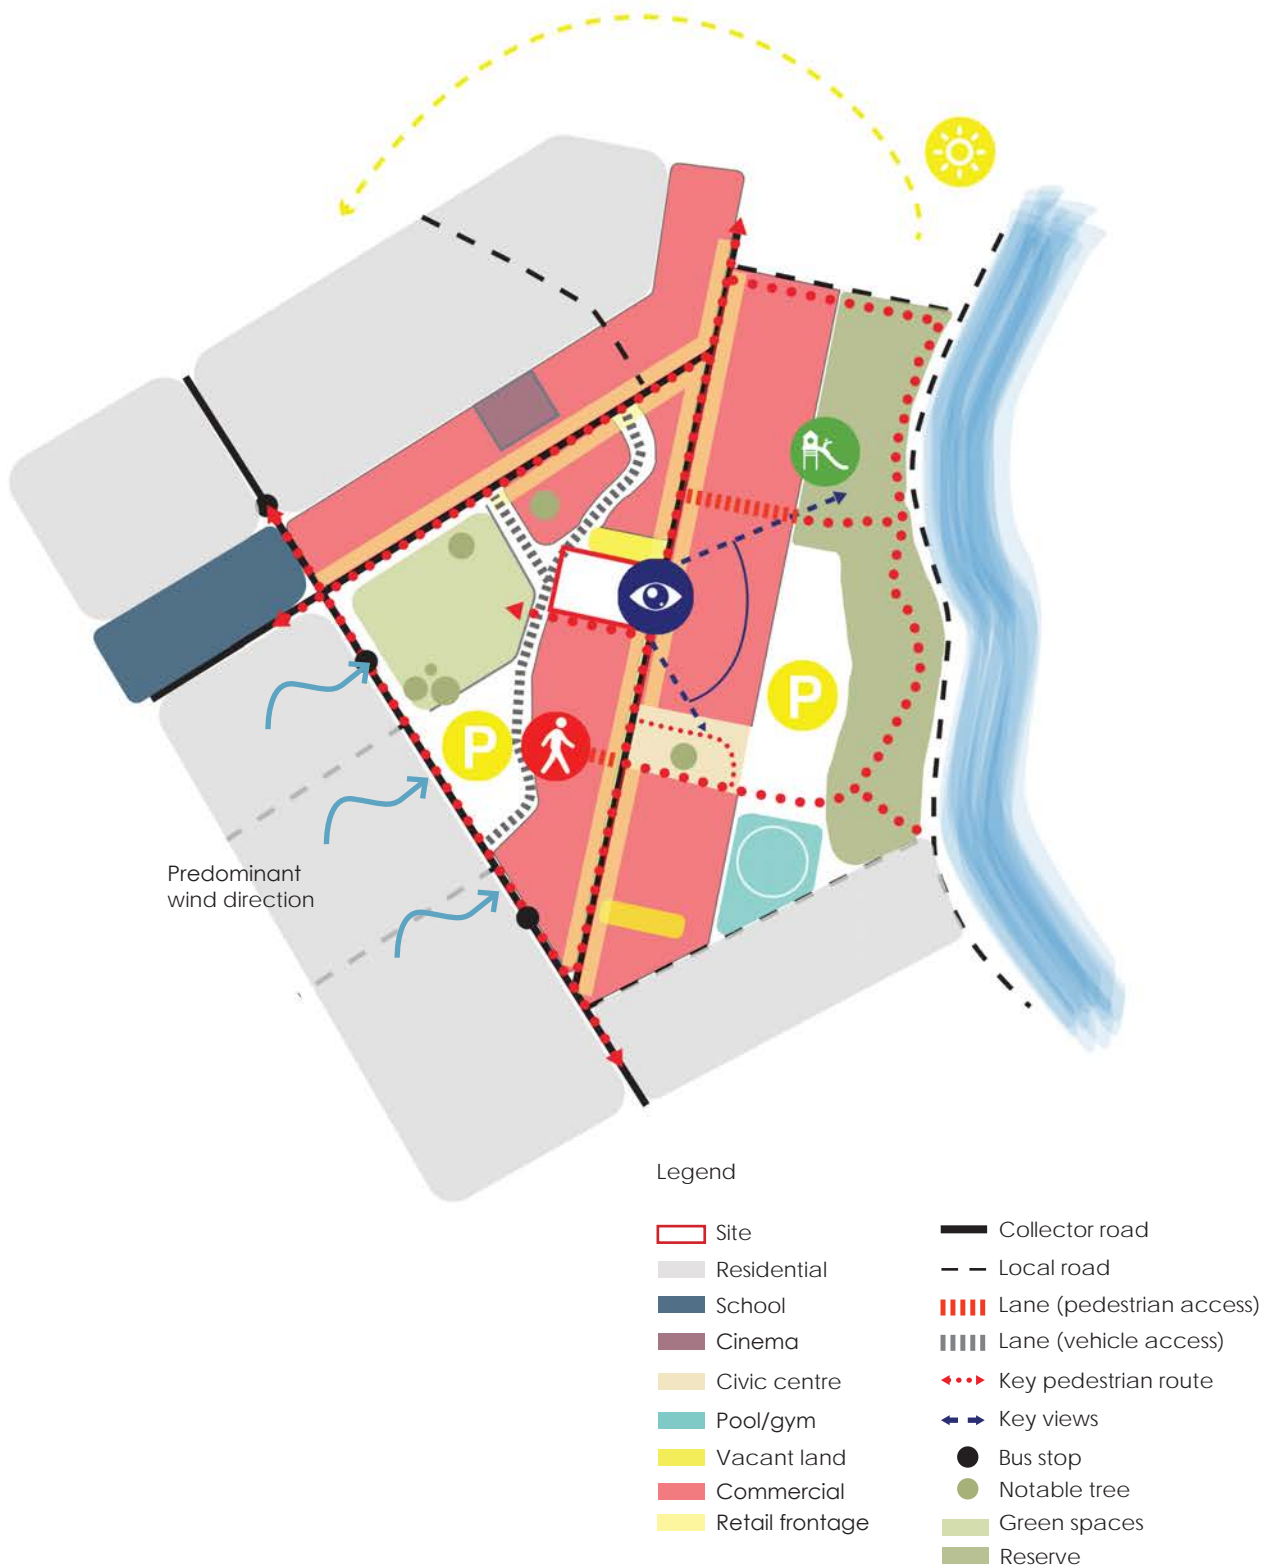 P
P
Predominant
wind direction
Legend
Site
Residential
School
Cinema
Civic centre
Pool/gym
Vacant land
Commercial
Retail frontage
Collector road
Local road
Lane (pedestrian access)
Lane (vehicle access)
Key pedestrian route
Key views
Bus stop
Notable tree
Green spaces
Reserve